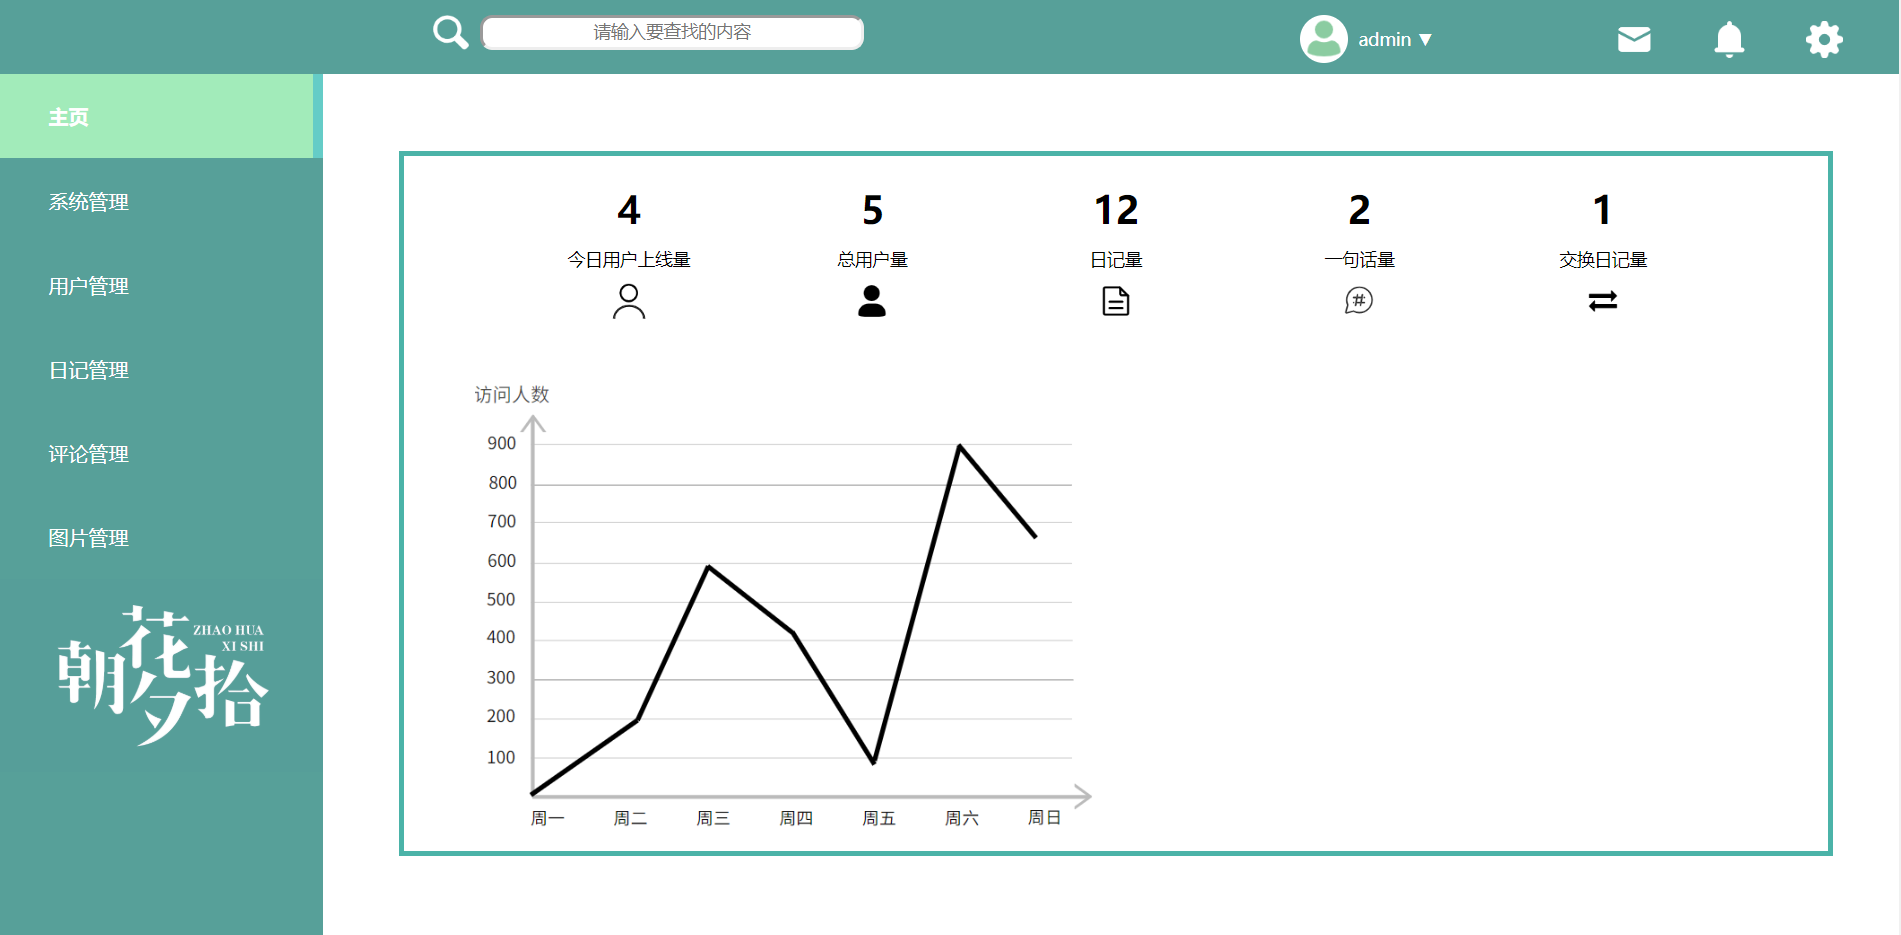 请输入要查找的内容
admin ▼
主页
系统管理
用户管理
日记管理
评论管理
图片管理
朝花夕拾
ZHAO HUA
XI SHI
4 5 12 2 1
今日用户上线量 总用户量 日记量 一句话量 交换日记量
#
访问人数
900
800
700
600
500
400
300
200
100
周一 周二 周三 周四 周五 周六 周日